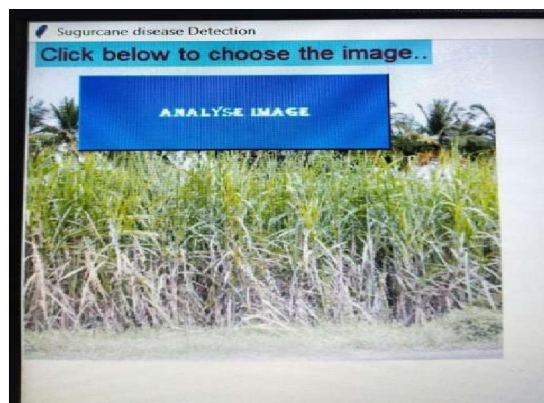 Sugurcane disease Detection
Click below to choose the image..
ANALYSE IMAGE